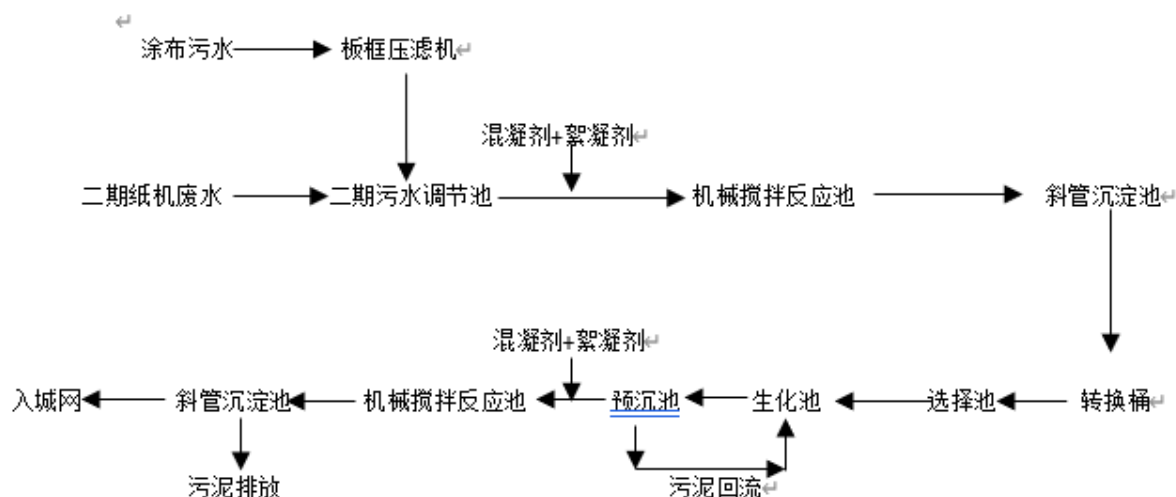 涂布污水 板框压滤机
混凝剂+絮凝剂
二期纸机废水 二期污水调节池 机械搅拌反应池 斜管沉淀池
混凝剂+絮凝剂
入城网 斜管沉淀池 机械搅拌反应池 预沉池 生化池 选择池 转换桶
污泥排放 污泥回流